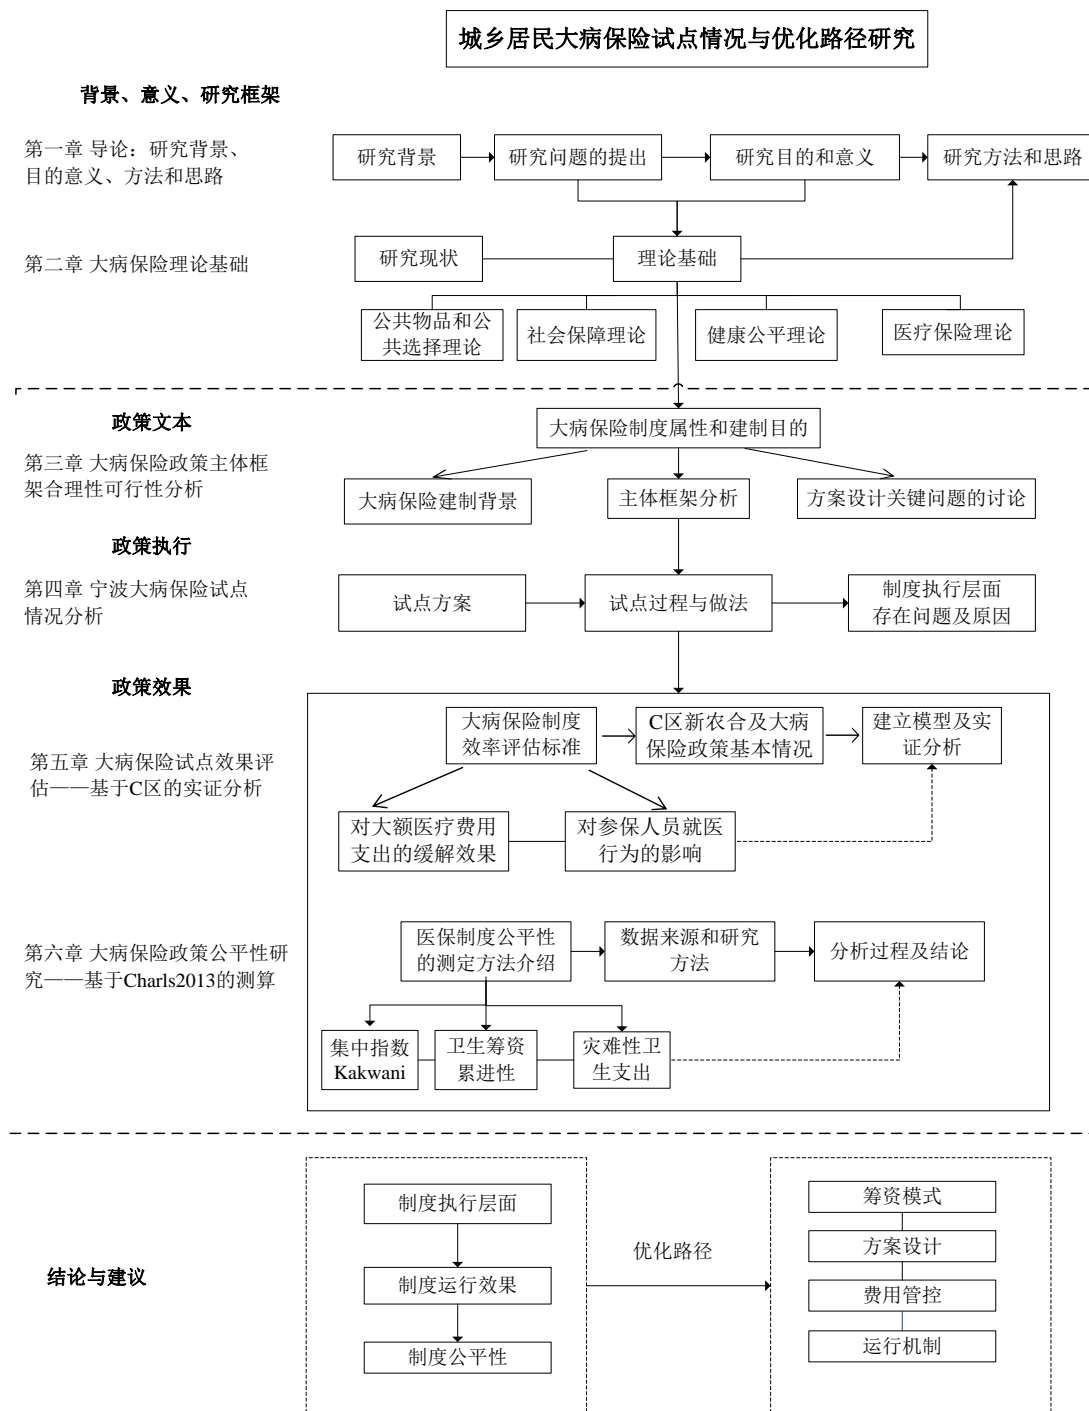 城乡居民大病保险试点情况与优化路径研究
背景、意义、研究框架
第一章 导论：研究背景、
目的意义、方法和思路
研究背景
研究问题的提出
研究目的和意义
研究方法和思路
第二章 大病保险理论基础
研究现状
理论基础
公共物品和公
共选择理论
社会保障理论
健康公平理论
医疗保险理论
政策文本
第三章 大病保险政策主体框
架合理性可行性分析
大病保险制度属性和建制目的
大病保险建制背景
主体框架分析
方案设计关键问题的讨论
政策执行
第四章 宁波大病保险试点
情况分析
试点方案
试点过程与做法
制度执行层面
存在问题及原因
政策效果
第五章 大病保险试点效果评
估——基于C区的实证分析
大病保险制度
效率评估标准
C区新农合及大病
保险政策基本情况
建立模型及实
证分析
对大额医疗费用
支出的缓解效果
对参保人员就医
行为的影响
第六章 大病保险政策公平性研
究——基于Charls2013的测算
医保制度公平性
的测定方法介绍
数据来源和研究
方法
分析过程及结论
集中指数
Kakwani
卫生筹资
累进性
灾难性卫
生支出
结论与建议
制度执行层面
制度运行效果
制度公平性
优化路径
筹资模式
方案设计
费用管控
运行机制